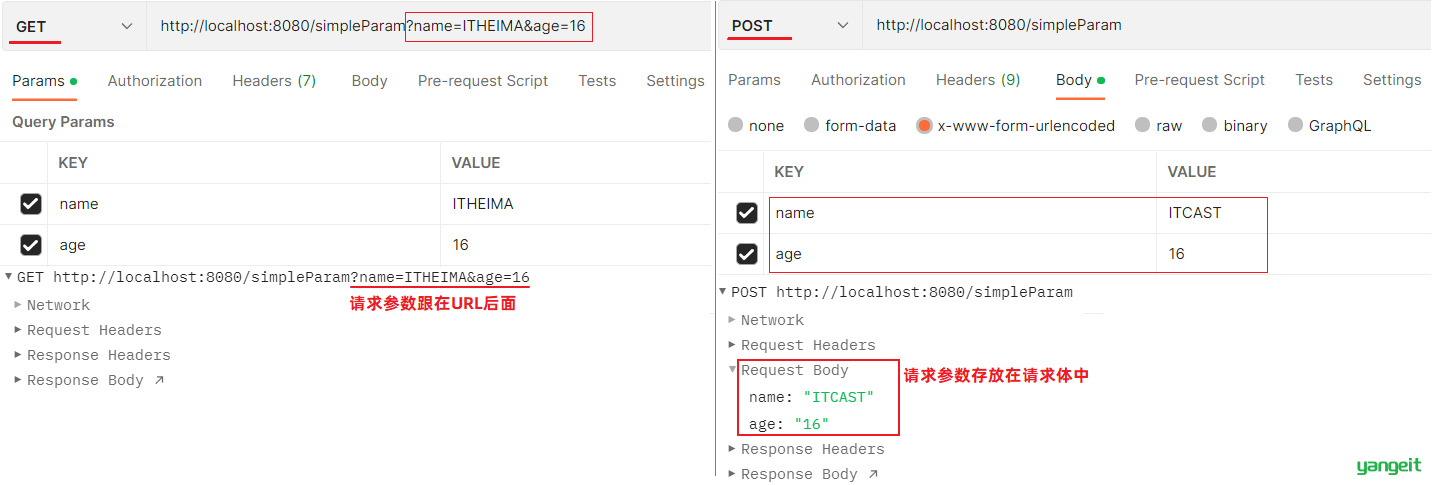 GET http://localhost:8080/simpleParam?name=ITHEIMA&age=16
Params Authorization Headers (7) Body Pre-request Script Tests Settings
Query Params
KEY VALUE
name ITHEIMA
age 16
GET http://localhost:8080/simpleParam?name=ITHEIMA&age=16
请求参数跟在URL后面
Network
Request Headers
Response Headers
Response Body
POST http://localhost:8080/simpleParam
Params Authorization Headers (9) Body Pre-request Script Tests Settings
none form-data x-www-form-urlencoded raw binary GraphQL
KEY VALUE
name ITCAST
age 16
POST http://localhost:8080/simpleParam
Network
Request Headers
Request Body
请求参数存放在请求体中
name: "ITCAST"
age: "16"
Response Headers
Response Body
yangeit